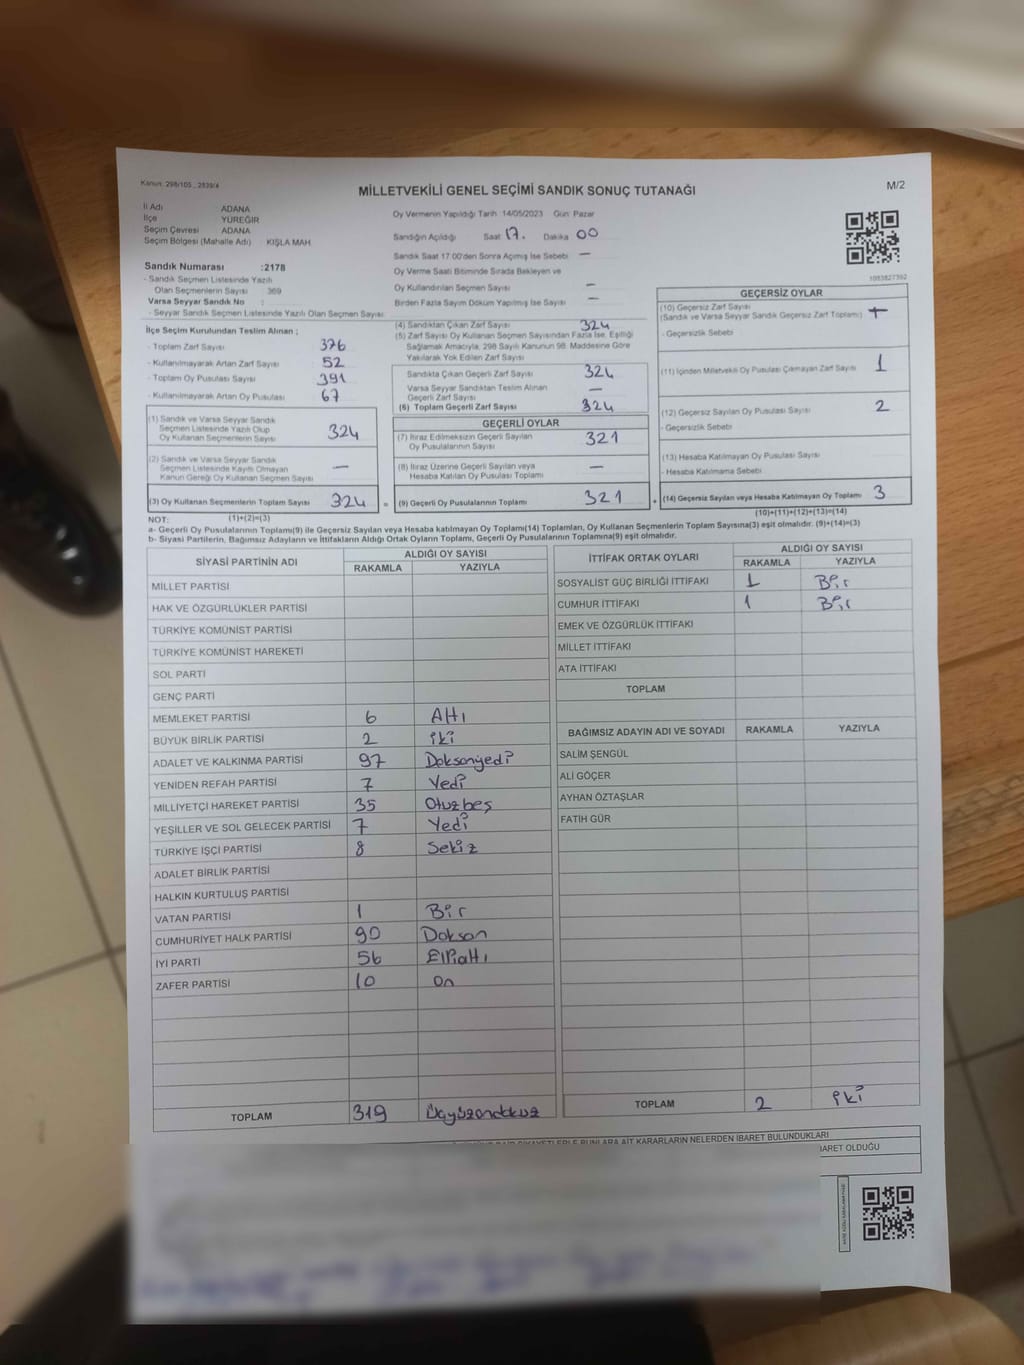 Kanun: 298/105 , 2839/4
MİLLETVEKİLİ GENEL SEÇİMİ SANDIK SONUÇ TUTANAĞI
M/2
İl Adı : ADANA
İlçe : YÜREĞİR
Seçim Çevresi : ADANA
Seçim Bölgesi (Mahalle Adı) : KIŞLA MAH
Sandık Numarası :2178
- Sandık Seçmen Listesinde Yazılı
Olan Seçmenlerin Sayısı : 369
Varsa Seyyar Sandık No :
- Seyyar Sandık Seçmen Listesinde Yazılı Olan Seçmen Sayısı:
Oy Vermenin Yapıldığı Tarih :14/05/2023 Gün: Pazar
Sandığın Açıldığı Saat 17. Dakika 00
Sandık Saat 17.00'den Sonra Açılmış İse Sebebi : —
Oy Verme Saati Bitiminde Sırada Bekleyen ve
Oy Kullandırılan Seçmen Sayısı —
Birden Fazla Sayım Döküm Yapılmış İse Sayısı —
1083827392
İlçe Seçim Kurulundan Teslim Alınan ;
- Toplam Zarf Sayısı : 376
- Kullanılmayarak Artan Zarf Sayısı : 52
- Toplam Oy Pusulası Sayısı : 391
- Kullanılmayarak Artan Oy Pusulası : 67
(1) Sandık ve Varsa Seyyar Sandık
Seçmen Listesinde Yazılı Olup
Oy Kullanan Seçmenlerin Sayısı 324
(2) Sandık ve Varsa Seyyar Sandık
Seçmen Listesinde Kayıtlı Olmayan
Kanun Gereği Oy Kullanan Seçmen Sayısı —
(3) Oy Kullanan Seçmenlerin Toplam Sayısı 324 =
(1)+(2)=(3)
(4) Sandıktan Çıkan Zarf Sayısı 324
(5) Zarf Sayısı Oy Kullanan Seçmen Sayısından Fazla İse, Eşitliği
Sağlamak Amacıyla, 298 Sayılı Kanunun 98. Maddesine Göre
Yakılarak Yok Edilen Zarf Sayısı
Sandıkta Çıkan Geçerli Zarf Sayısı 324
Varsa Seyyar Sandıktan Teslim Alınan
Geçerli Zarf Sayısı —
(6) Toplam Geçerli Zarf Sayısı 324
GEÇERLİ OYLAR
(7) İtiraz Edilmeksizin Geçerli Sayılan
Oy Pusulalarının Sayısı 321
(8) İtiraz Üzerine Geçerli Sayılan veya
Hesaba Katılan Oy Pusulası Toplamı —
(9) Geçerli Oy Pusulalarının Toplamı 321 +
GEÇERSİZ OYLAR
(10) Geçersiz Zarf Sayısı
(Sandık ve Varsa Seyyar Sandık Geçersiz Zarf Toplamı)
- Geçersizlik Sebebi
(11) İçinden Milletvekili Oy Pusulası Çıkmayan Zarf Sayısı 1
(12) Geçersiz Sayılan Oy Pusulası Sayısı 2
- Geçersizlik Sebebi
(13) Hesaba Katılmayan Oy Pusulası Sayısı
- Hesaba Katılmama Sebebi
(14) Geçersiz Sayılan veya Hesaba Katılmayan Oy Toplamı 3
(10)+(11)+(12)+(13)=(14)
NOT:
a- Geçerli Oy Pusulalarının Toplamı(9) ile Geçersiz Sayılan veya Hesaba katılmayan Oy Toplamı(14) Toplamları, Oy Kullanan Seçmenlerin Toplam Sayısına(3) eşit olmalıdır. (9)+(14)=(3)
b- Siyasi Partilerin, Bağımsız Adayların ve İttifakların Aldığı Ortak Oyların Toplamı, Geçerli Oy Pusulalarının Toplamına(9) eşit olmalıdır.
SİYASİ PARTİNİN ADI ALDIĞI OY SAYISI
RAKAMLA YAZIYLA
MİLLET PARTİSİ
HAK VE ÖZGÜRLÜKLER PARTİSİ
TÜRKİYE KOMÜNİST PARTİSİ
TÜRKİYE KOMÜNİST HAREKETİ
SOL PARTİ
GENÇ PARTİ
MEMLEKET PARTİSİ 6 Altı
BÜYÜK BİRLİK PARTİSİ 2 iki
ADALET VE KALKINMA PARTİSİ 97 Doksanyedi
YENİDEN REFAH PARTİSİ 7 Yedi
MİLLİYETÇİ HAREKET PARTİSİ 35 Otuzbeş
YEŞİLLER VE SOL GELECEK PARTİSİ 7 Yedi
TÜRKİYE İŞÇİ PARTİSİ 8 Sekiz
ADALET BİRLİK PARTİSİ
HALKIN KURTULUŞ PARTİSİ
VATAN PARTİSİ 1 Bir
CUMHURİYET HALK PARTİSİ 90 Doksan
İYİ PARTİ 56 Elliatlı
ZAFER PARTİSİ 10 On
TOPLAM 319 Üçyüzondokuz
İTTİFAK ORTAK OYLARI ALDIĞI OY SAYISI
RAKAMLA YAZIYLA
SOSYALİST GÜÇ BİRLİĞİ İTTİFAKI 1 Bir
CUMHUR İTTİFAKI 1 Bir
EMEK VE ÖZGÜRLÜK İTTİFAKI
MİLLET İTTİFAKI
ATA İTTİFAKI
TOPLAM
BAĞIMSIZ ADAYIN ADI VE SOYADI RAKAMLA YAZIYLA
SALİM ŞENGÜL
ALİ GÖÇER
AYHAN ÖZTAŞLAR
FATİH GÜR
TOPLAM 2 iki
BUNLARA AİT KARARLARIN NELERDEN İBARET BULUNDUKLARI
İBARET OLDUĞU